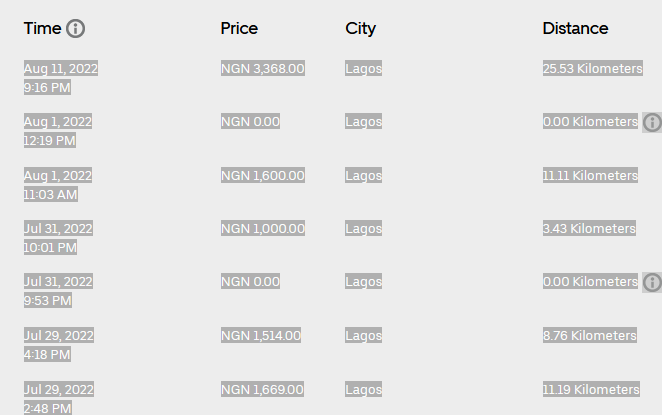 Time Price City Distance
Aug 11, 2022 NGN 3,368.00 Lagos 25.53 Kilometers
9:16 PM
Aug 1, 2022 NGN 0.00 Lagos 0.00 Kilometers
12:19 PM
Aug 1, 2022 NGN 1,600.00 Lagos 11.11 Kilometers
11:03 AM
Jul 31, 2022 NGN 1,000.00 Lagos 3.43 Kilometers
10:01 PM
Jul 31, 2022 NGN 0.00 Lagos 0.00 Kilometers
9:53 PM
Jul 29, 2022 NGN 1,514.00 Lagos 8.76 Kilometers
4:18 PM
Jul 29, 2022 NGN 1,669.00 Lagos 11.19 Kilometers
2:48 PM